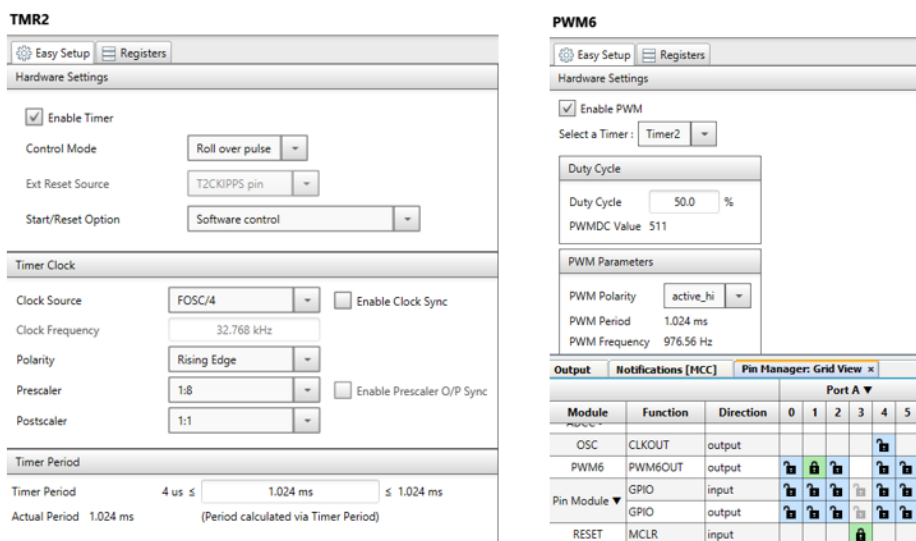 TMR2
Easy Setup Registers
Hardware Settings
Enable Timer
Control Mode Roll over pulse
Ext Reset Source T2CKIPPS pin
Start/Reset Option Software control
Timer Clock
Clock Source FOSC/4 Enable Clock Sync
Clock Frequency 32.768 kHz
Polarity Rising Edge
Prescaler 1:8 Enable Prescaler O/P Sync
Postscaler 1:1
Timer Period
Timer Period 4 us ≤ 1.024 ms ≤ 1.024 ms
Actual Period 1.024 ms (Period calculated via Timer Period)
PWM6
Easy Setup Registers
Hardware Settings
Enable PWM
Select a Timer : Timer2
Duty Cycle
Duty Cycle 50.0 %
PWMDC Value 511
PWM Parameters
PWM Polarity active_hi
PWM Period 1.024 ms
PWM Frequency 976.56 Hz
Output Notifications [MCC] Pin Manager: Grid View ×
Port A ▼
Module Function Direction 0 1 2 3 4 5
OSC CLKOUT output
PWM6 PWM6OUT output
Pin Module ▼ GPIO input
GPIO output
RESET MCLR input